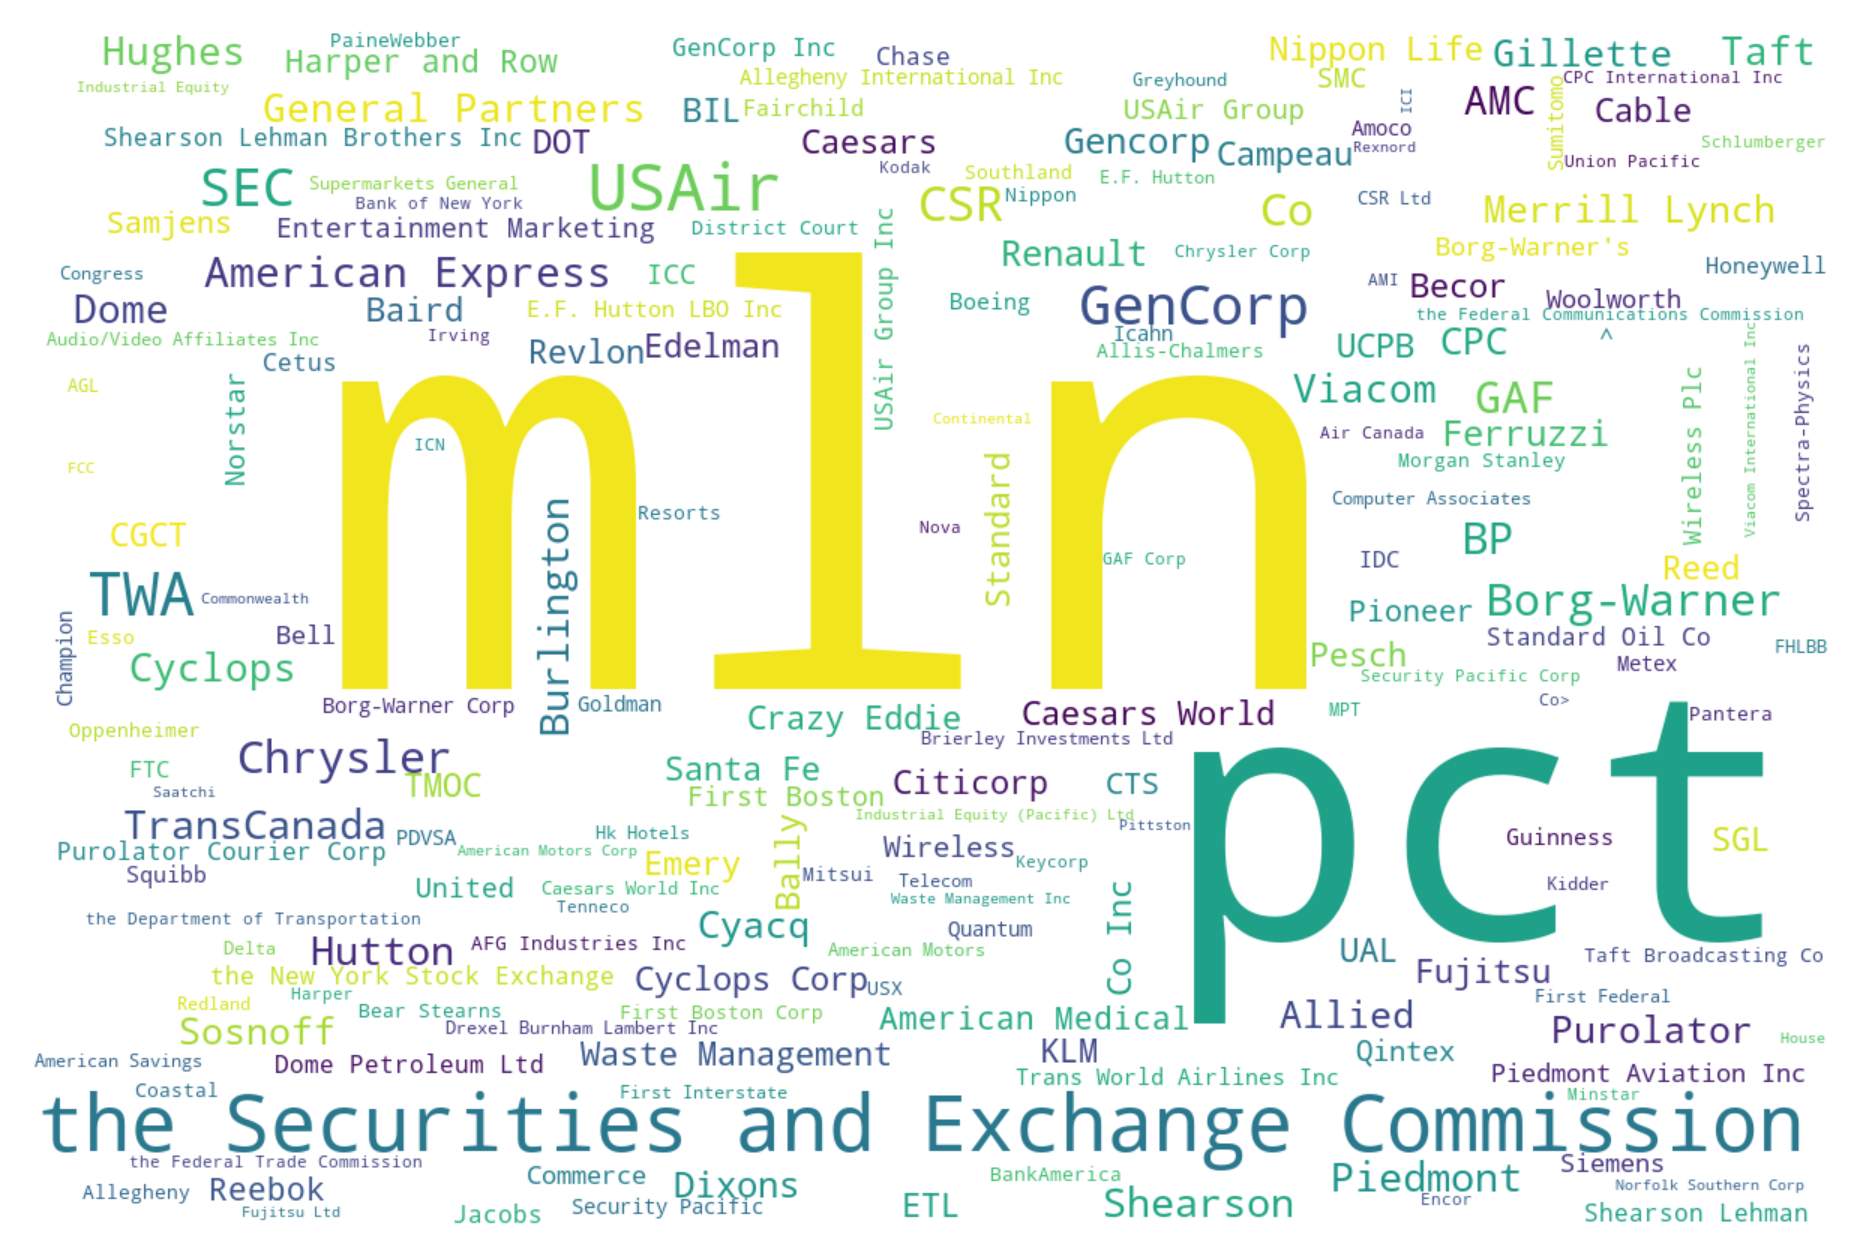 PaineWebber
Hughes
Harper and Row
GenCorp Inc
Chase
Nippon Life
Gillette
Taft
Industrial Equity
Allegheny International Inc
Greyhound
SMC
CPC International Inc
General Partners
BIL
Fairchild
USAir Group
ICI
AMC
Sumitomo
Cable
Shearson Lehman Brothers Inc
DOT
Caesars
Gencorp
Campeau
Amoco
Rexnord
Union Pacific
Schlumberger
SEC
Supermarkets General
USAir
Kodak
Southland
E.F. Hutton
Bank of New York
CSR
Nippon
Co
CSR Ltd
Merrill Lynch
Samjens
Entertainment Marketing
District Court
USAir Group Inc
Renault
Chrysler Corp
Borg-Warner's
Congress
American Express
ICC
AMI
Becor
Honeywell
Dome
Baird
E.F. Hutton LBO Inc
Boeing
GenCorp
Woolworth
the Federal Communications Commission
Audio/Video Affiliates Inc
Irving
Icahn
^
Cetus
Revlon
Edelman
Allis-Chalmers
UCPB
CPC
AGL
Norstar
mln
Viacom
GAF
Wireless Plc
Viacom International Inc
Spectra-Physics
ICN
Continental
Air Canada
Ferruzzi
FCC
Morgan Stanley
Burlington
Resorts
Nova
Standard
Computer Associates
CGCT
GAF Corp
IDC
BP
Reed
TWA
Commonwealth
Pioneer
Borg-Warner
Champion
Esso
Bell
Standard Oil Co
FHLBB
Cyclops
Pesch
Metex
Security Pacific Corp
Borg-Warner Corp
Goldman
Crazy Eddie
Caesars World
MPT
Co>
Pantera
Oppenheimer
Brierley Investments Ltd
pct
FTC
Chrysler
TMOC
Santa Fe
Citicorp
CTS
Saatchi
First Boston
Industrial Equity (Pacific) Ltd
TransCanada
PDVSA
Hk Hotels
Bally
Pittston
Guinness
SGL
Purolator Courier Corp
American Motors Corp
Emery
Wireless
Keycorp
Squibb
United
Caesars World Inc
Mitsui
Telecom
Kidder
Tenneco
Waste Management Inc
Co Inc
the Department of Transportation
Cyacq
Quantum
Delta
Hutton
AFG Industries Inc
American Motors
UAL
Taft Broadcasting Co
the New York Stock Exchange
Cyclops Corp
USX
Fujitsu
Redland
Harper
Bear Stearns
First Boston Corp
First Federal
Sosnoff
Drexel Burnham Lambert Inc
American Medical
Allied
Purolator
House
American Savings
Dome Petroleum Ltd
Waste Management
KLM
Qintex
Coastal
First Interstate
Trans World Airlines Inc
Piedmont Aviation Inc
Minstar
the Securities and Exchange Commission
the Federal Trade Commission
Commerce
BankAmerica
Piedmont
Siemens
Allegheny
Reebok
Dixons
Encor
Norfolk Southern Corp
Fujitsu Ltd
Jacobs
Security Pacific
ETL
Shearson
Shearson Lehman